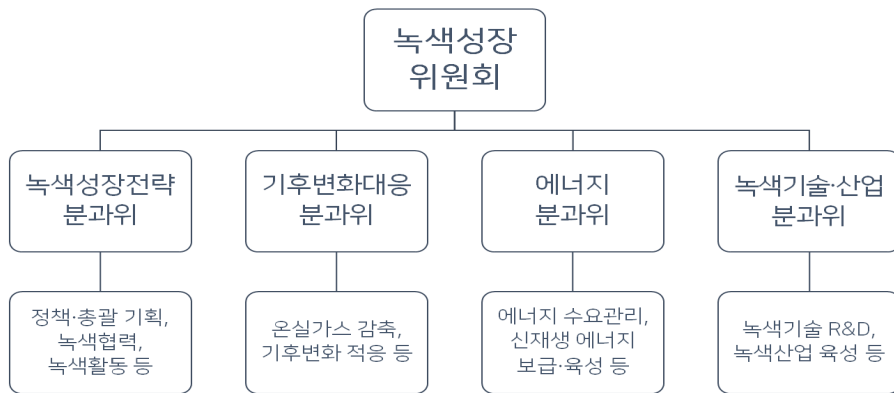 녹색성장
위원회
녹색성장전략
분과위
기후변화대응
분과위
에너지
분과위
녹색기술·산업
분과위
정책·총괄 기획,
녹색협력,
녹색활동 등
온실가스 감축,
기후변화 적응 등
에너지 수요관리,
신재생 에너지
보급·육성 등
녹색기술 R&D,
녹색산업 육성 등